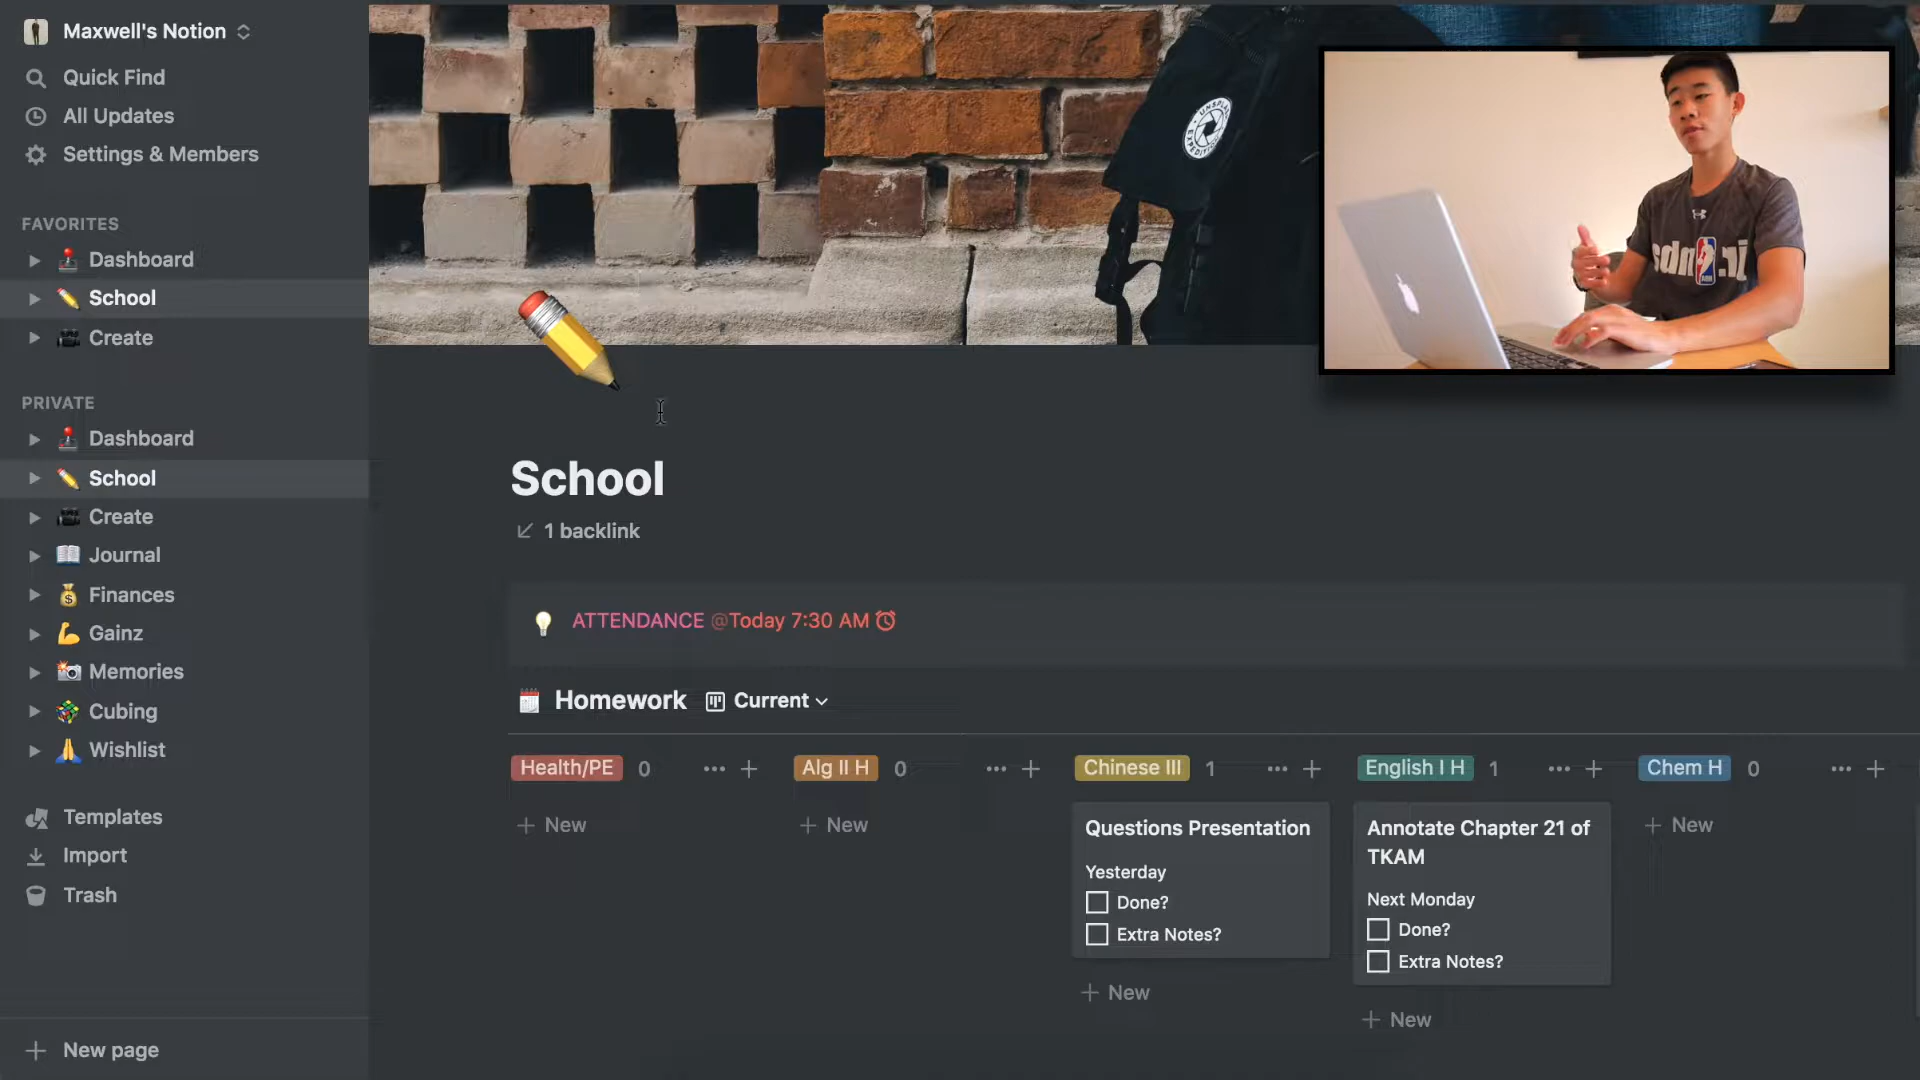 Maxwell's Notion
Quick Find
All Updates
Settings & Members
FAVORITES
Dashboard
School
Create
PRIVATE
Dashboard
School
Create
Journal
Finances
Gainz
Memories
Cubing
Wishlist
Templates
Import
Trash
New page
School
1 backlink
ATTENDANCE @Today 7:30 AM
Homework Current
Health/PE 0
New
Alg II H 0
New
Chinese III 1
Questions Presentation
Yesterday
Done?
Extra Notes?
New
English I H 1
Annotate Chapter 21 of
TKAM
Next Monday
Done?
Extra Notes?
New
Chem H 0
New